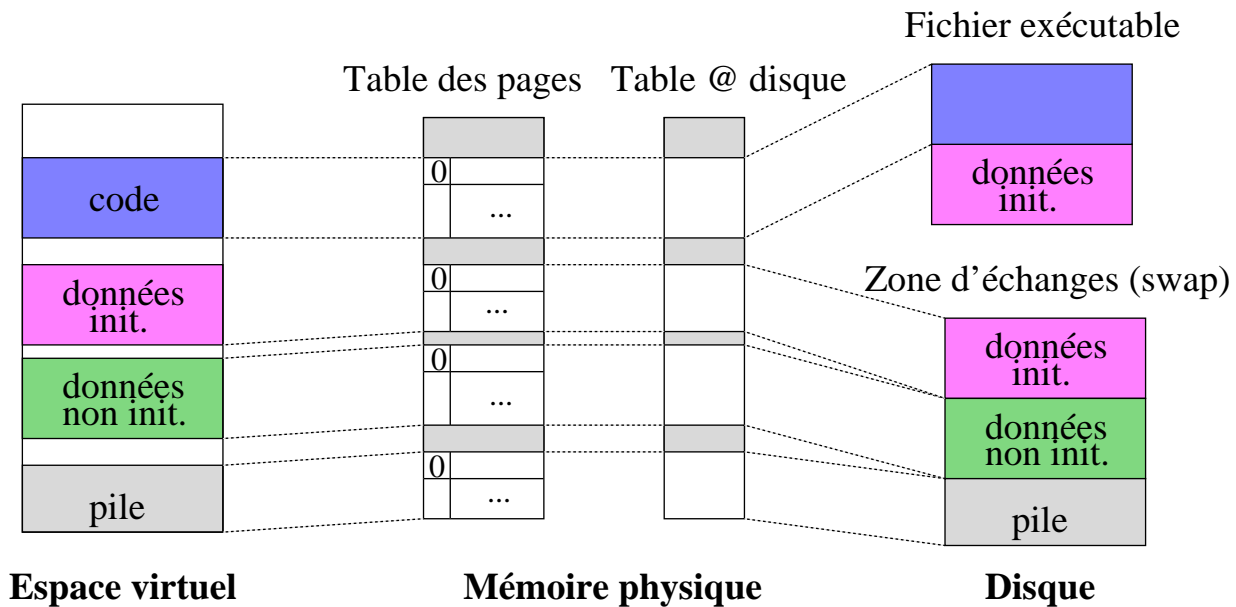 Fichier exécutable
Table des pages
Table @ disque
code
données
init.
données
non init.
pile
0
...
0
...
0
...
0
...
données
init.
Zone d'échanges (swap)
données
init.
données
non init.
pile
Espace virtuel
Mémoire physique
Disque